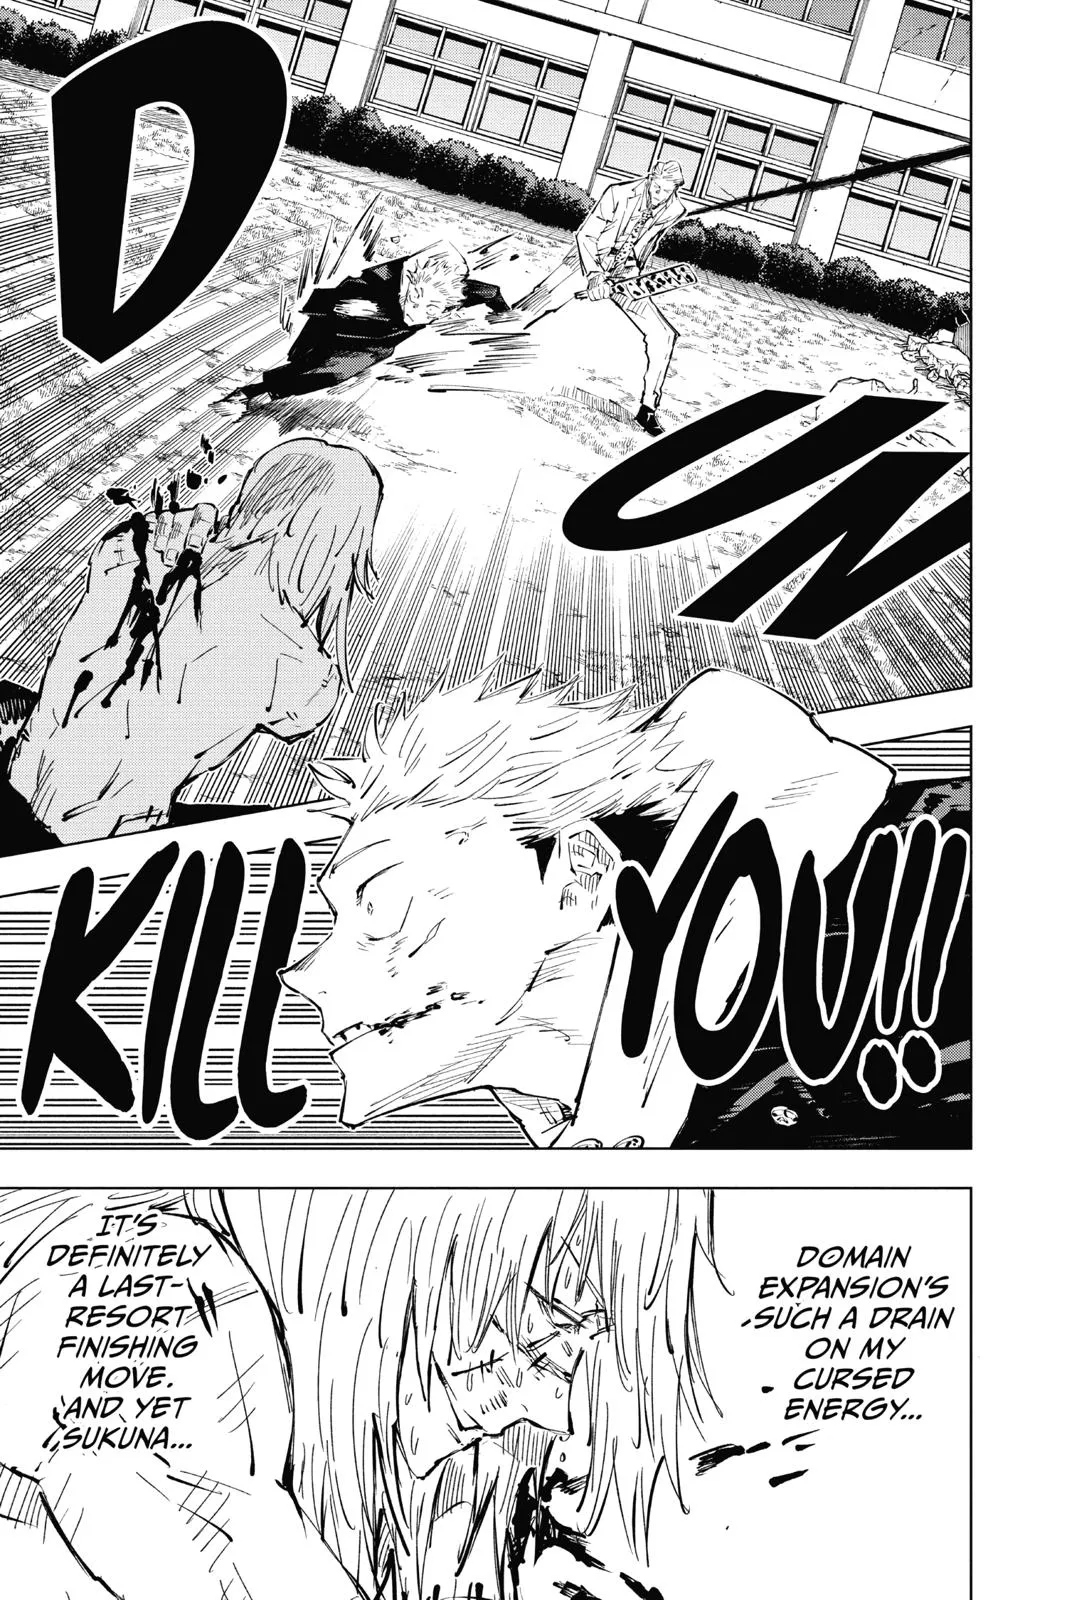 DUN
KILL YOU!!
DOMAIN
EXPANSION'S
SUCH A DRAIN
ON MY
CURSED
ENERGY...
IT'S
DEFINITELY
A LAST-
RESORT
FINISHING
MOVE.
AND YET
SUKUNA...